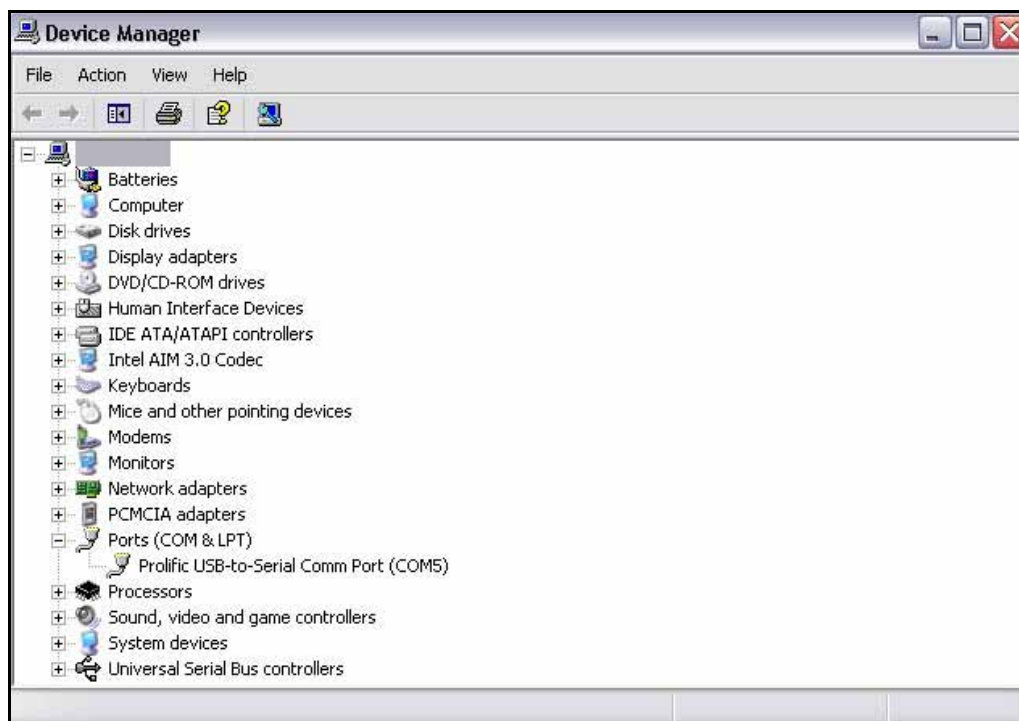 Device Manager
File Action View Help
Batteries
Computer
Disk drives
Display adapters
DVD/CD-ROM drives
Human Interface Devices
IDE ATA/ATAPI controllers
Intel AIM 3.0 Codec
Keyboards
Mice and other pointing devices
Modems
Monitors
Network adapters
PCMCIA adapters
Ports (COM & LPT)
Prolific USB-to-Serial Comm Port (COM5)
Processors
Sound, video and game controllers
System devices
Universal Serial Bus controllers